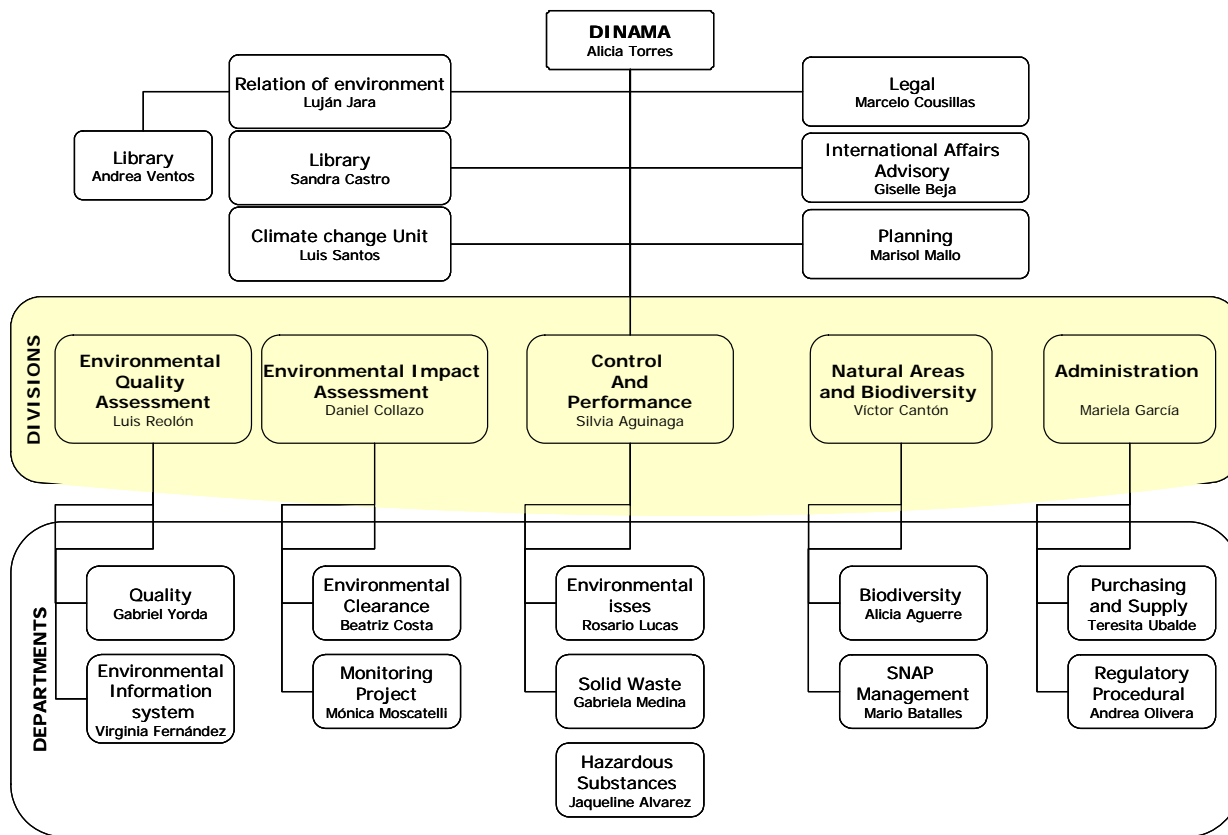 DINAMA
Alicia Torres
Relation of environment
Luján Jara
Legal
Marcelo Cousillas
Library
Andrea Ventos
Library
Sandra Castro
International Affairs
Advisory
Giselle Beja
Climate change Unit
Luis Santos
Planning
Marisol Mallo
DIVISIONS
Environmental
Quality
Assessment
Luis Reolón
Environmental Impact
Assessment
Daniel Collazo
Control
And
Performance
Silvia Aguinaga
Natural Areas
and Biodiversity
Víctor Cantón
Administration
Mariela García
DEPARTMENTS
Quality
Gabriel Yorda
Environmental
Clearance
Beatriz Costa
Environmental
isses
Rosario Lucas
Biodiversity
Alicia Aguerre
Purchasing
and Supply
Teresita Ubalde
Environmental
Information
system
Virginia Fernández
Monitoring
Project
Mónica Moscatelli
Solid Waste
Gabriela Medina
SNAP
Management
Mario Batalles
Regulatory
Procedural
Andrea Olivera
Hazardous
Substances
Jaqueline Alvarez